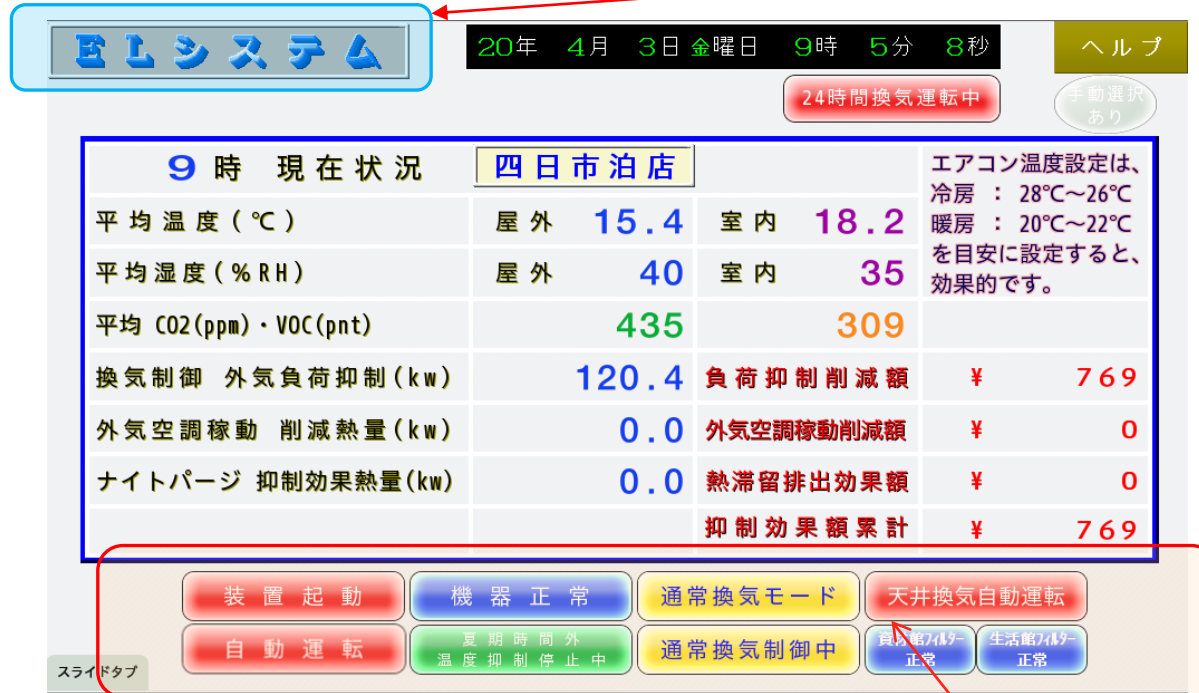 ELシステム
20年 4月 3日 金曜日 9時 5分 8秒
ヘルプ
24時間換気運転中
手動選択
あり
9時 現在状況
四日市泊店
エアコン温度設定は、
冷房 : 28℃～26℃
暖房 : 20℃～22℃
を目安に設定すると、
効果的です。
平均温度(℃) 屋外 15.4 室内 18.2
平均湿度(%RH) 屋外 40 室内 35
平均 CO2(ppm)・VOC(pnt) 435 309
換気制御 外気負荷抑制(kw) 120.4 負荷抑制削減額 ¥ 769
外気空調稼動 削減熱量(kw) 0.0 外気空調稼動削減額 ¥ 0
ナイトパージ 抑制効果熱量(kw) 0.0 熱滞留排出効果額 ¥ 0
抑制効果額累計 ¥ 769
装置起動 機器正常 通常換気モード 天井換気自動運転
自動運転
夏期時間外
温度抑制停止中
通常換気制御中
館フィルター
正常
生活館フィルター
正常
スライドタブ